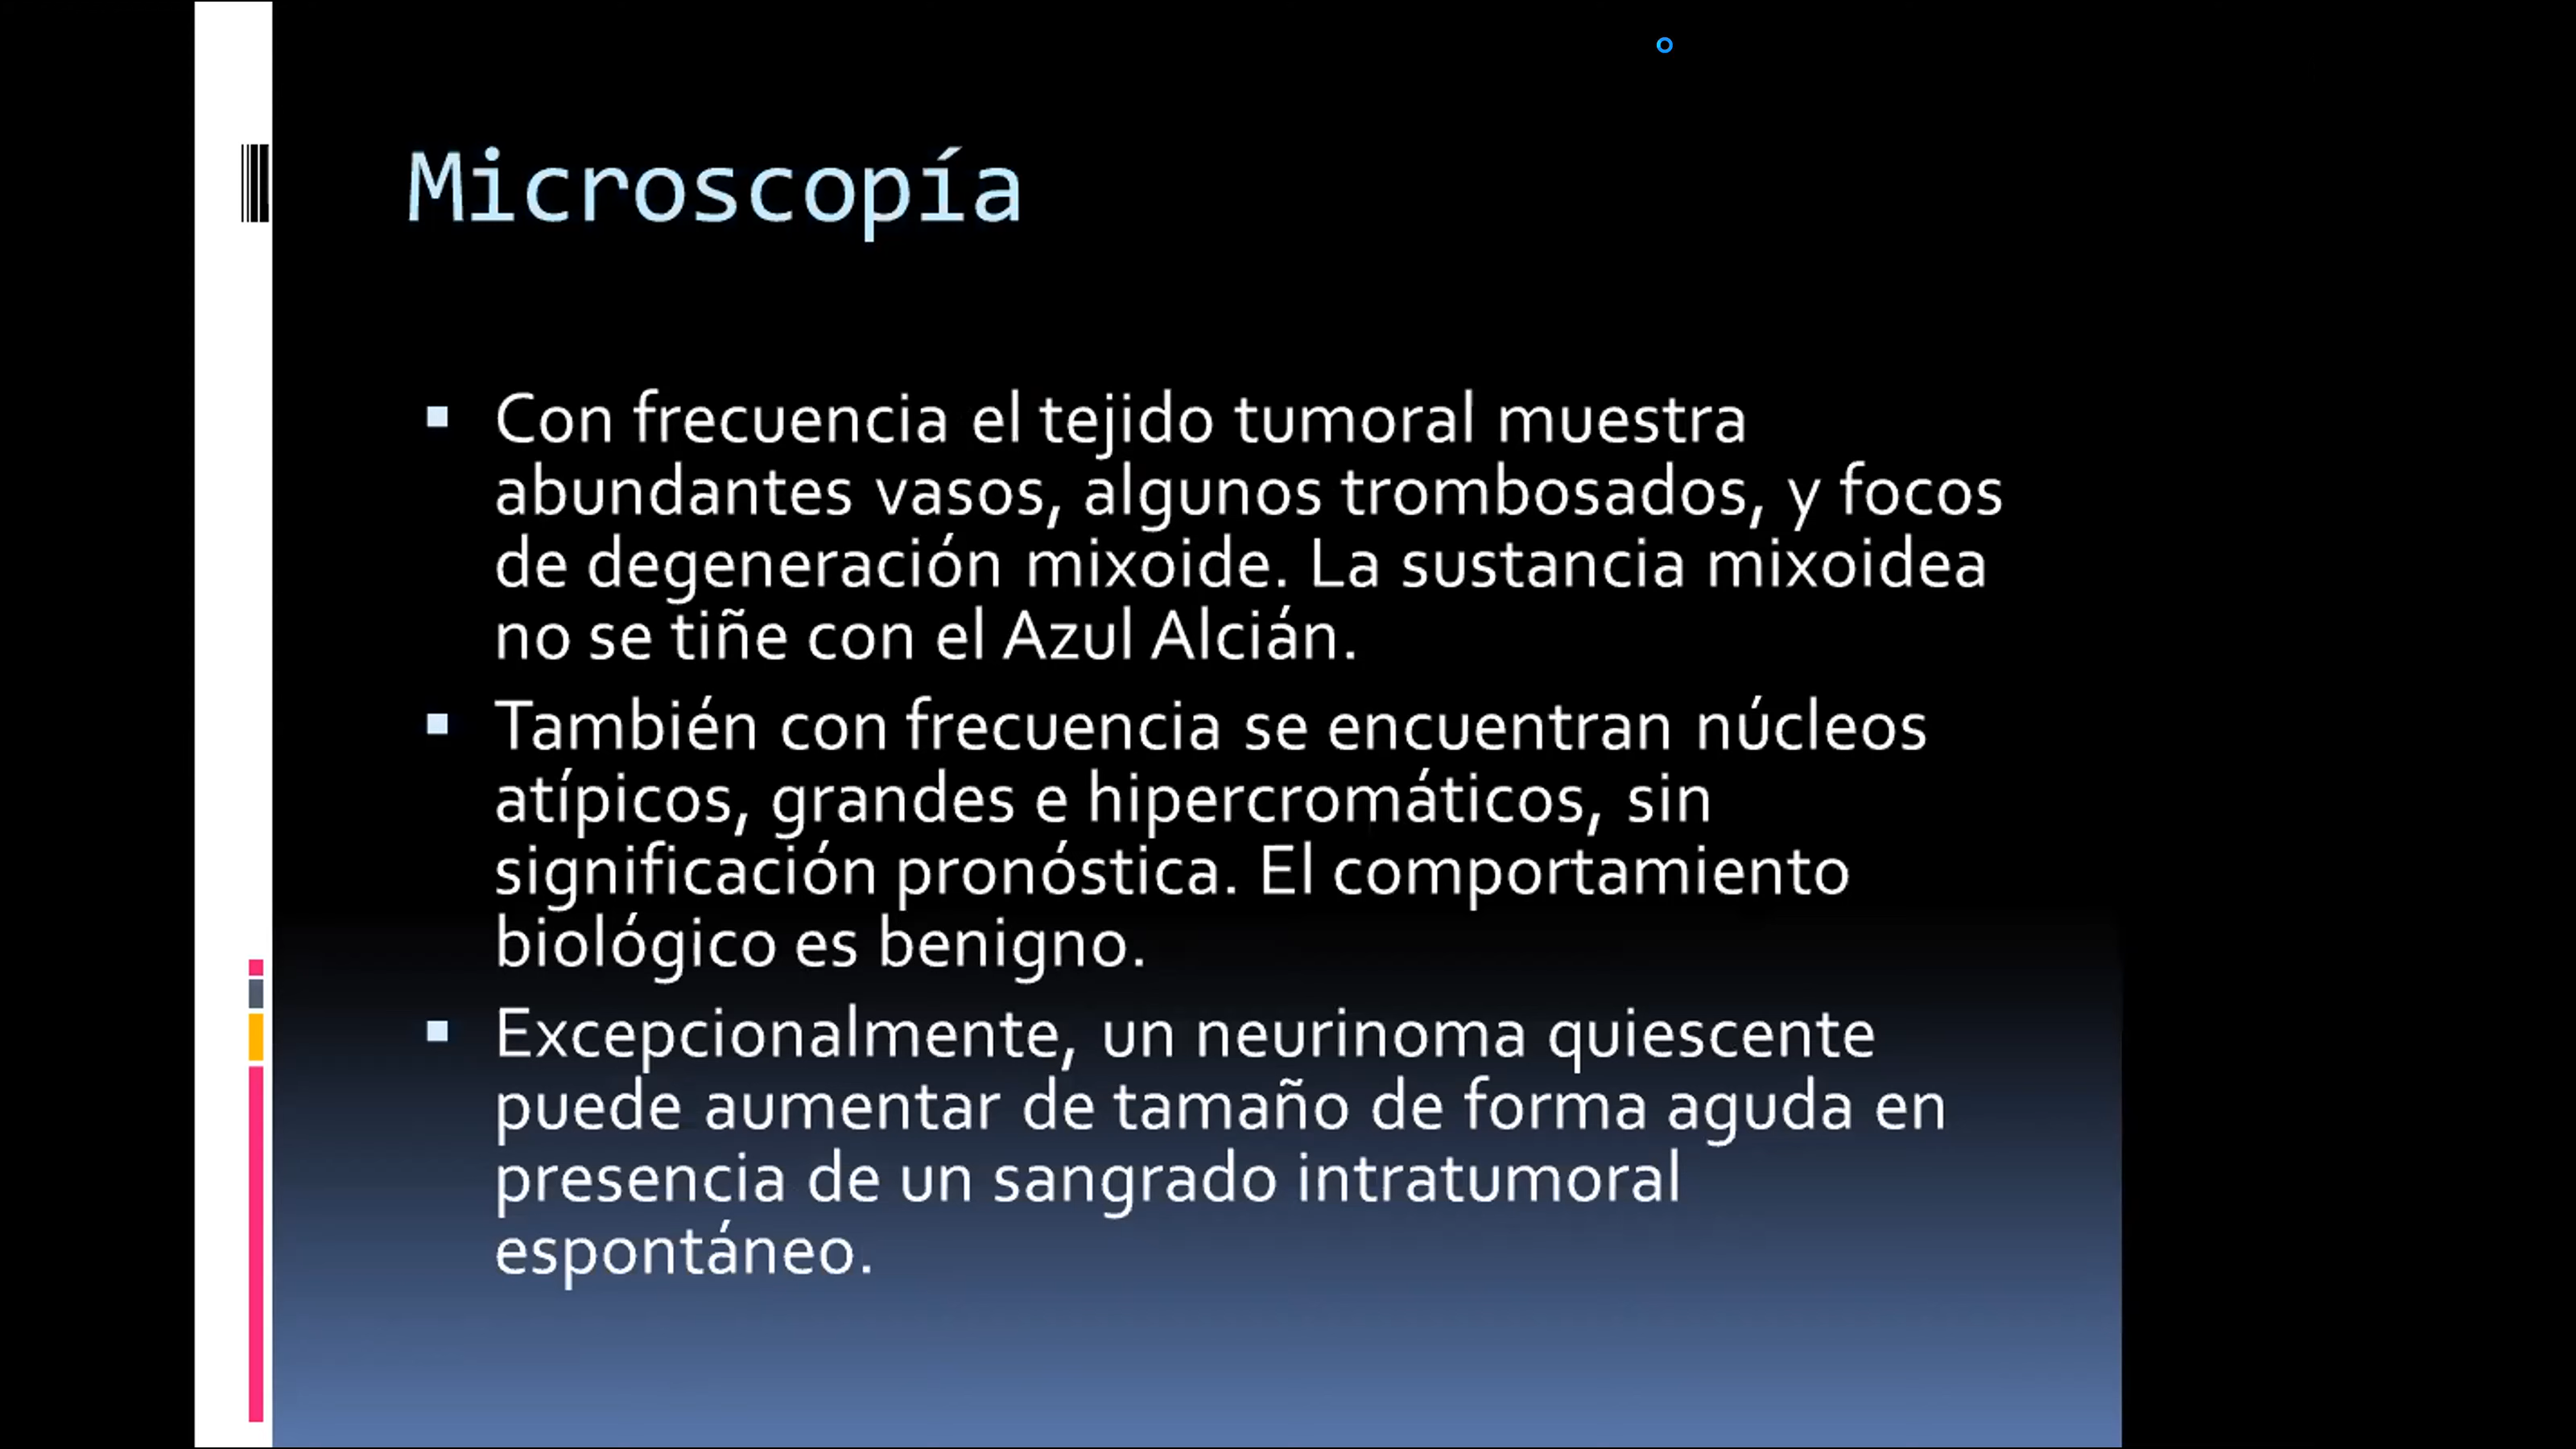 Microscopía
Con frecuencia el tejido tumoral muestra
abundantes vasos, algunos trombosados, y focos
de degeneración mixoide. La sustancia mixoidea
no se tiñe con el Azul Alcián.
También con frecuencia se encuentran núcleos
atípicos, grandes e hipercromáticos, sin
significación pronóstica. El comportamiento
biológico es benigno.
Excepcionalmente, un neurinoma quiescente
puede aumentar de tamaño de forma aguda en
presencia de un sangrado intratumoral
espontáneo.